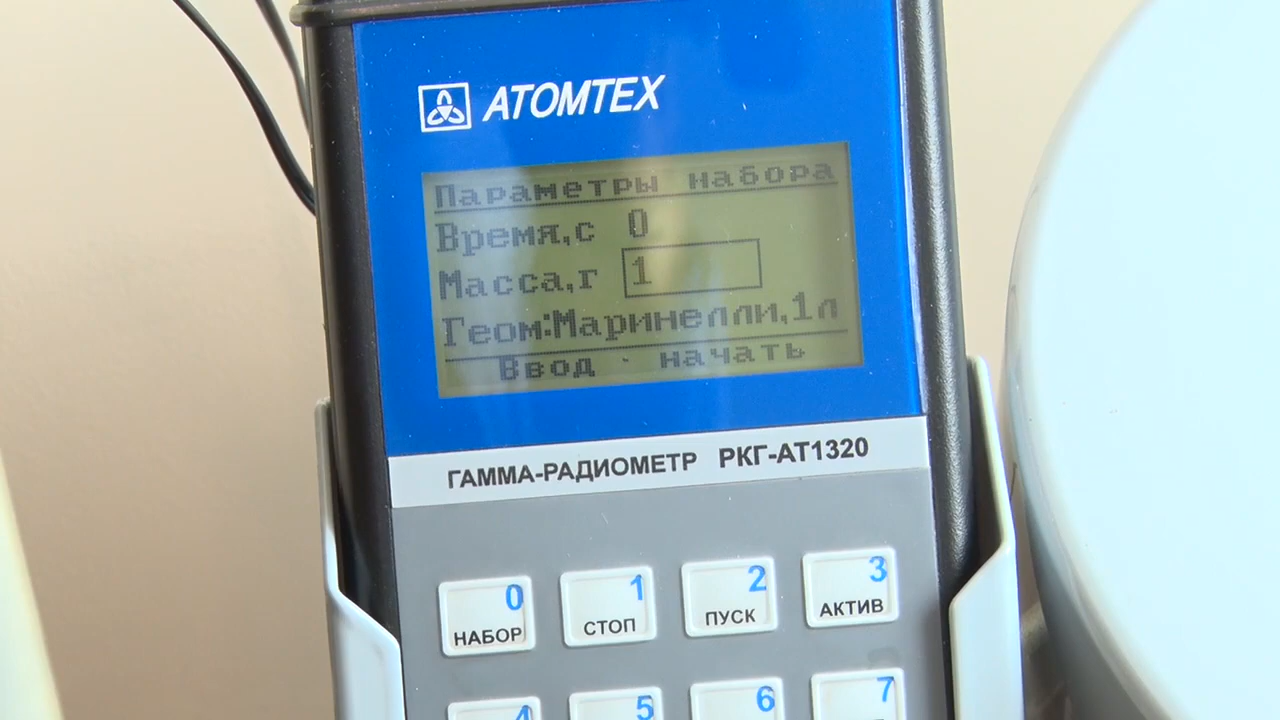 ATOMTEX
Параметры набора
Время,с 0
Масса,г 1
Геом:Маринелли,1л
Ввод · начать
ГАММА-РАДИОМЕТР РКГ-АТ1320
0 1 2 3
НАБОР СТОП ПУСК АКТИВ
4 5 6 7